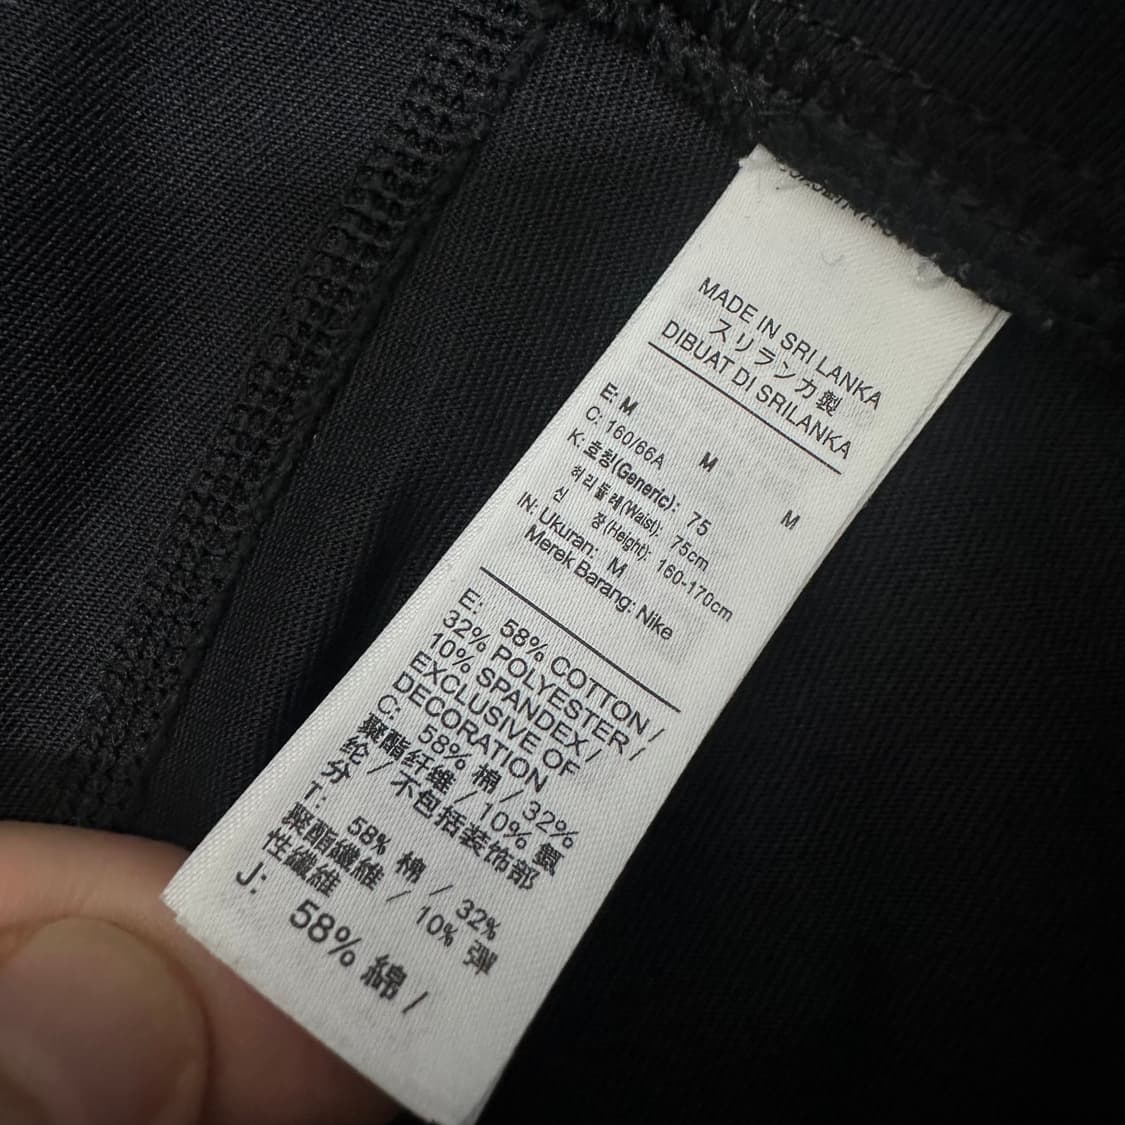 MADE IN SRI LANKA
スリランカ製
DIBUAT DI SRILANKA
E: M
C: 160/66A M
K: 호칭(Generic): 75 M
허리둘레(Waist): 75cm
신 장(Height): 160-170cm
IN: Ukuran: M
Merek Barang: Nike
E: 58% COTTON /
32% POLYESTER /
10% SPANDEX /
EXCLUSIVE OF
DECORATION
C: 58% 棉 / 32%
聚酯纤维 / 10% 氨
纶 / 不包括装饰部
分
T: 58% 棉 / 32%
聚酯纖維 / 10% 彈
性纖維
J: 58% 綿 /